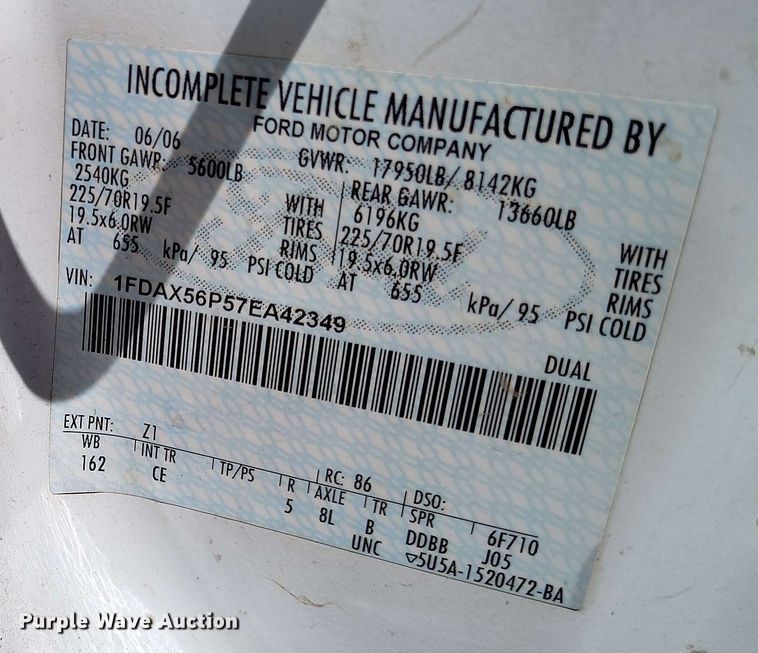 INCOMPLETE VEHICLE MANUFACTURED BY
FORD MOTOR COMPANY
DATE: 06/06 GVWR: 17950LB/ 8142KG
FRONT GAWR: 5600LB REAR GAWR: 13660LB
2540KG WITH 6196KG WITH
225/70R19.5F TIRES 225/70R19.5F TIRES
19.5x6.0RW RIMS 19.5x6.0RW RIMS
AT 655 kPa/ 95 PSI COLD AT 655 kPa/ 95 PSI COLD
VIN: 1FDAX56P57EA42349
DUAL
EXT PNT: Z1 RC: 86 DSO:
WB INT TR TP/PS R AXLE TR SPR 6F710
162 CE 5 8L B DDBB J05
UNC ▽5U5A-1520472-BA
Purple Wave Auction